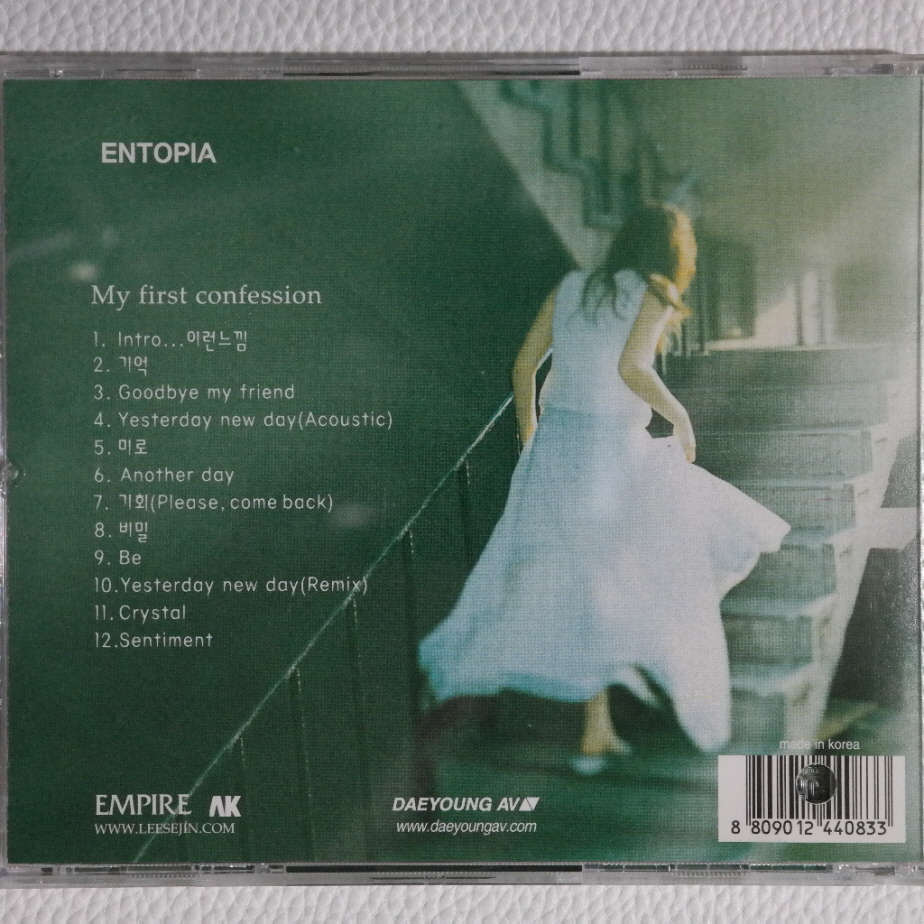 ENTOPIA
My first confession
1. Intro...이런느낌
2. 기억
3. Goodbye my friend
4. Yesterday new day(Acoustic)
5. 미로
6. Another day
7. 기회(Please, come back)
8. 비밀
9. Be
10.Yesterday new day(Remix)
11. Crystal
12.Sentiment
made in korea
EMPIRE AK
WWW.LEESEJIN.COM
DAEYOUNG AV
www.daeyoungav.com
8 809012 440833